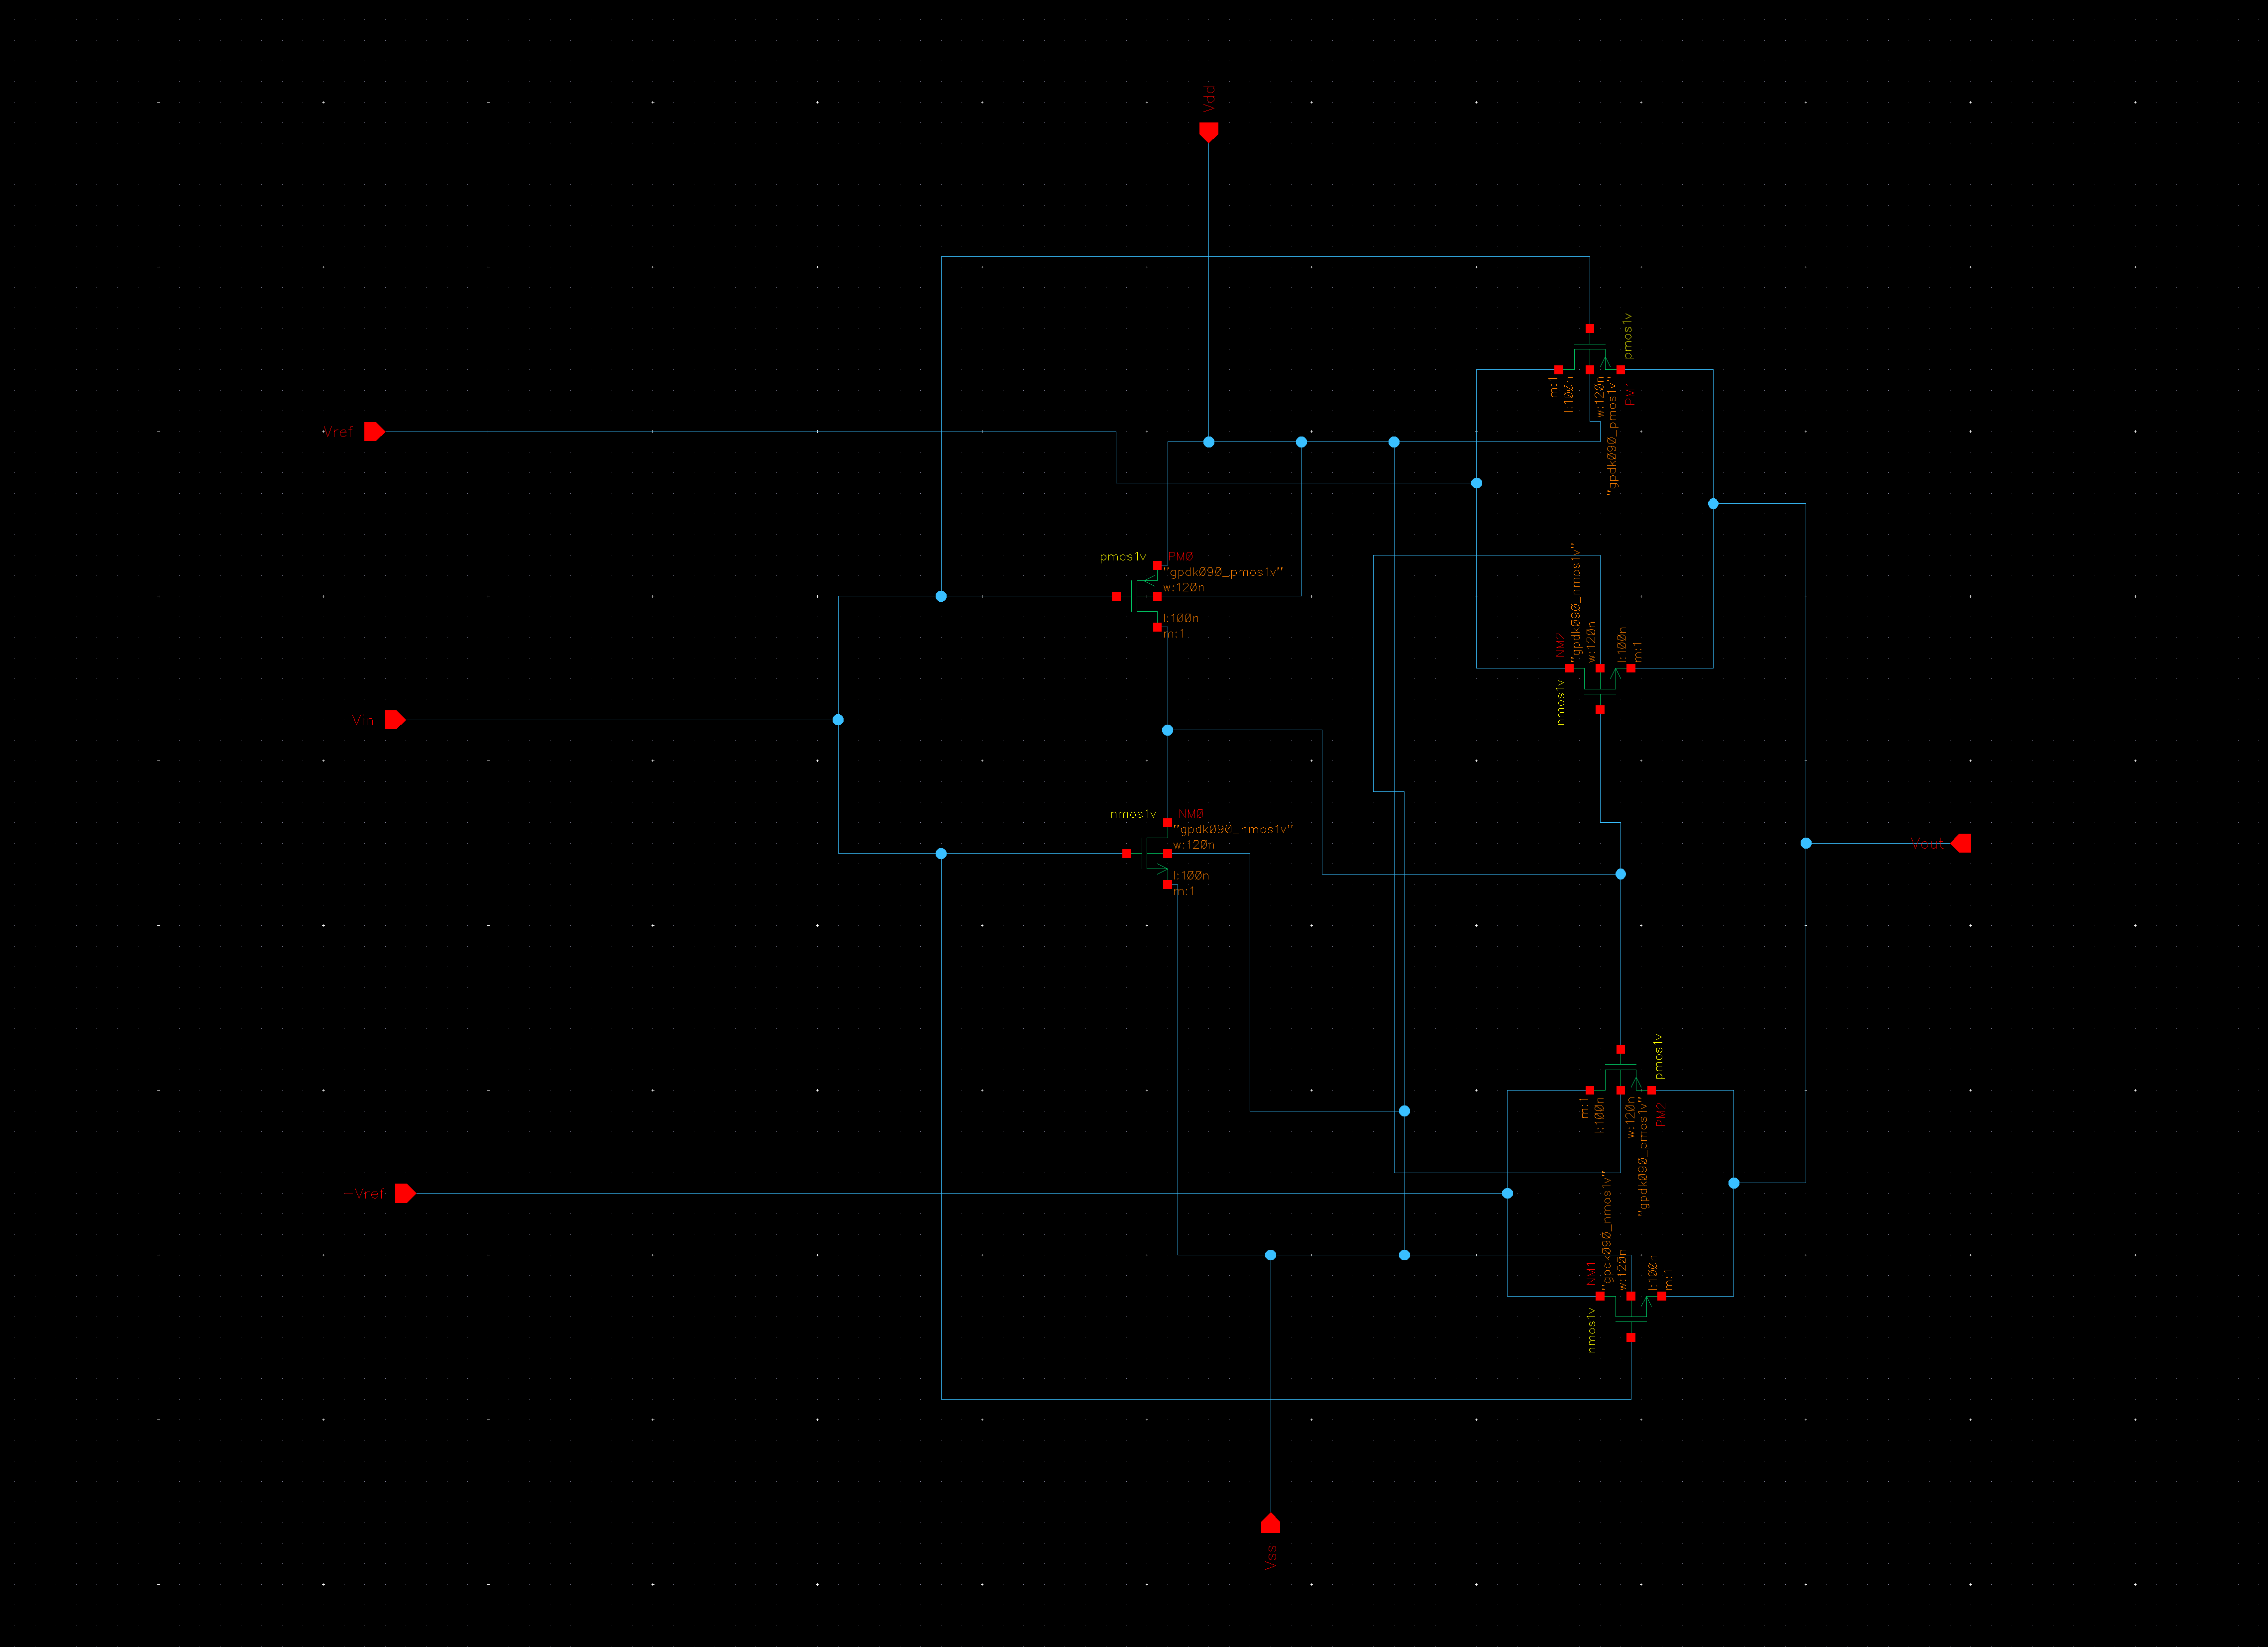 Vdd
pmos1v
PM1
m:1
l:100n
w:120n
"gpdk090_pmos1v"
Vref
pmos1v
PM0
"gpdk090_pmos1v"
w:120n
l:100n
m:1
NM2
"gpdk090_nmos1v"
w:120n
l:100n
m:1
nmos1v
Vin
nmos1v
NM0
"gpdk090_nmos1v"
w:120n
l:100n
m:1
Vout
pmos1v
PM2
m:1
l:100n
w:120n
"gpdk090_pmos1v"
-Vref
NM1
"gpdk090_nmos1v"
w:120n
l:100n
m:1
nmos1v
Vss